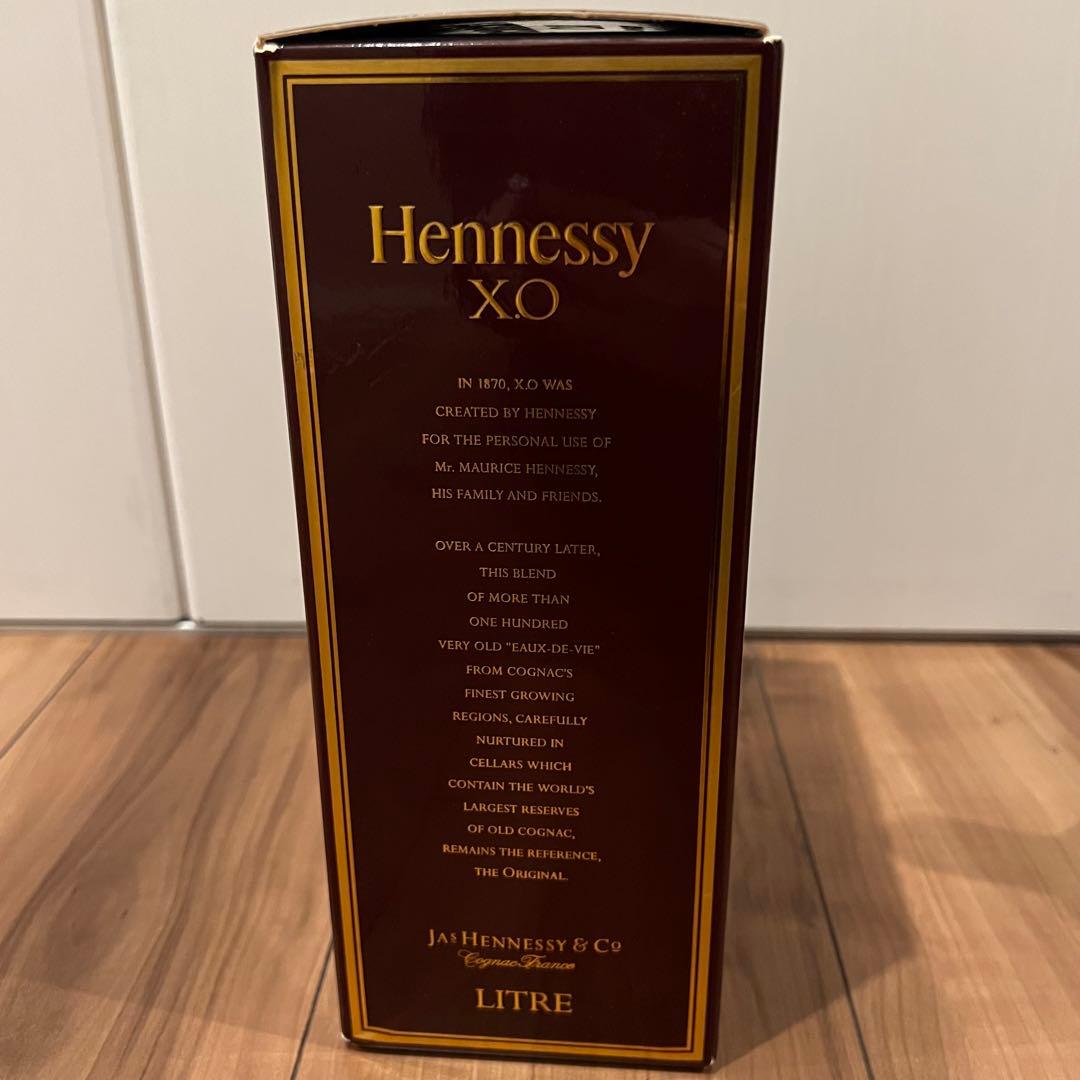 Hennessy
X.O
IN 1870, X.O WAS
CREATED BY HENNESSY
FOR THE PERSONAL USE OF
Mr. MAURICE HENNESSY,
HIS FAMILY AND FRIENDS.
OVER A CENTURY LATER,
THIS BLEND
OF MORE THAN
ONE HUNDRED
VERY OLD "EAUX-DE-VIE"
FROM COGNAC'S
FINEST GROWING
REGIONS, CAREFULLY
NURTURED IN
CELLARS WHICH
CONTAIN THE WORLD'S
LARGEST RESERVES
OF OLD COGNAC,
REMAINS THE REFERENCE,
THE ORIGINAL.
JAS HENNESSY & Cº
Cognac France
LITRE